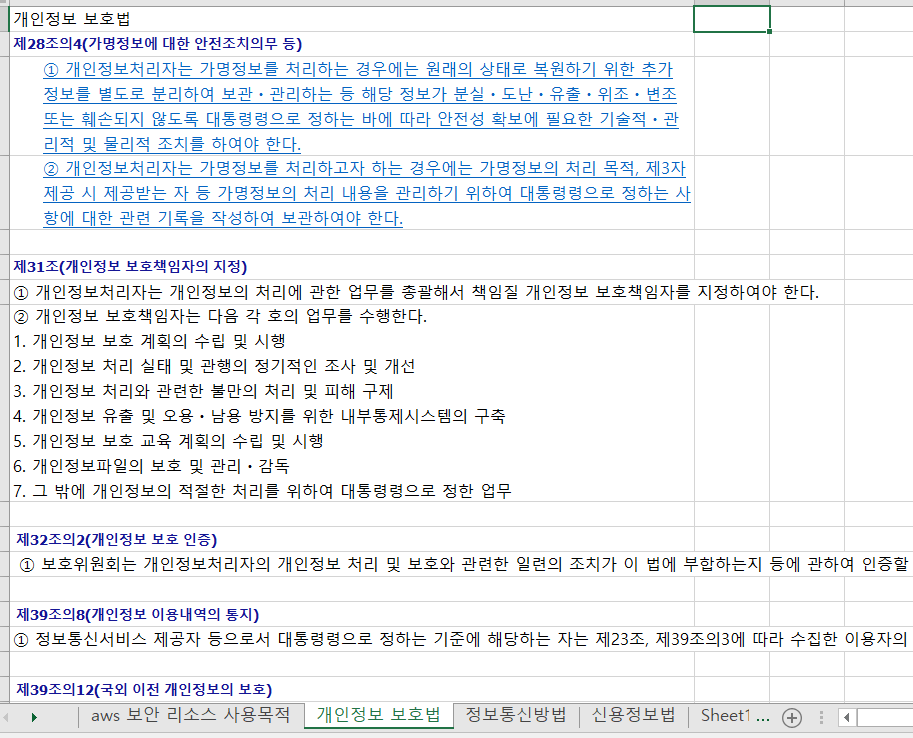 개인정보 보호법
제28조의4(가명정보에 대한 안전조치의무 등)
① 개인정보처리자는 가명정보를 처리하는 경우에는 원래의 상태로 복원하기 위한 추가
정보를 별도로 분리하여 보관・관리하는 등 해당 정보가 분실・도난・유출・위조・변조
또는 훼손되지 않도록 대통령령으로 정하는 바에 따라 안전성 확보에 필요한 기술적・관
리적 및 물리적 조치를 하여야 한다.
② 개인정보처리자는 가명정보를 처리하고자 하는 경우에는 가명정보의 처리 목적, 제3자
제공 시 제공받는 자 등 가명정보의 처리 내용을 관리하기 위하여 대통령령으로 정하는 사
항에 대한 관련 기록을 작성하여 보관하여야 한다.
제31조(개인정보 보호책임자의 지정)
① 개인정보처리자는 개인정보의 처리에 관한 업무를 총괄해서 책임질 개인정보 보호책임자를 지정하여야 한다.
② 개인정보 보호책임자는 다음 각 호의 업무를 수행한다.
1. 개인정보 보호 계획의 수립 및 시행
2. 개인정보 처리 실태 및 관행의 정기적인 조사 및 개선
3. 개인정보 처리와 관련한 불만의 처리 및 피해 구제
4. 개인정보 유출 및 오용・남용 방지를 위한 내부통제시스템의 구축
5. 개인정보 보호 교육 계획의 수립 및 시행
6. 개인정보파일의 보호 및 관리・감독
7. 그 밖에 개인정보의 적절한 처리를 위하여 대통령령으로 정한 업무
제32조의2(개인정보 보호 인증)
① 보호위원회는 개인정보처리자의 개인정보 처리 및 보호와 관련한 일련의 조치가 이 법에 부합하는지 등에 관하여 인증할
제39조의8(개인정보 이용내역의 통지)
① 정보통신서비스 제공자 등으로서 대통령령으로 정하는 기준에 해당하는 자는 제23조, 제39조의3에 따라 수집한 이용자의
제39조의12(국외 이전 개인정보의 보호)
aws 보안 리소스 사용목적 개인정보 보호법 정보통신방법 신용정보법 Sheet1 ...